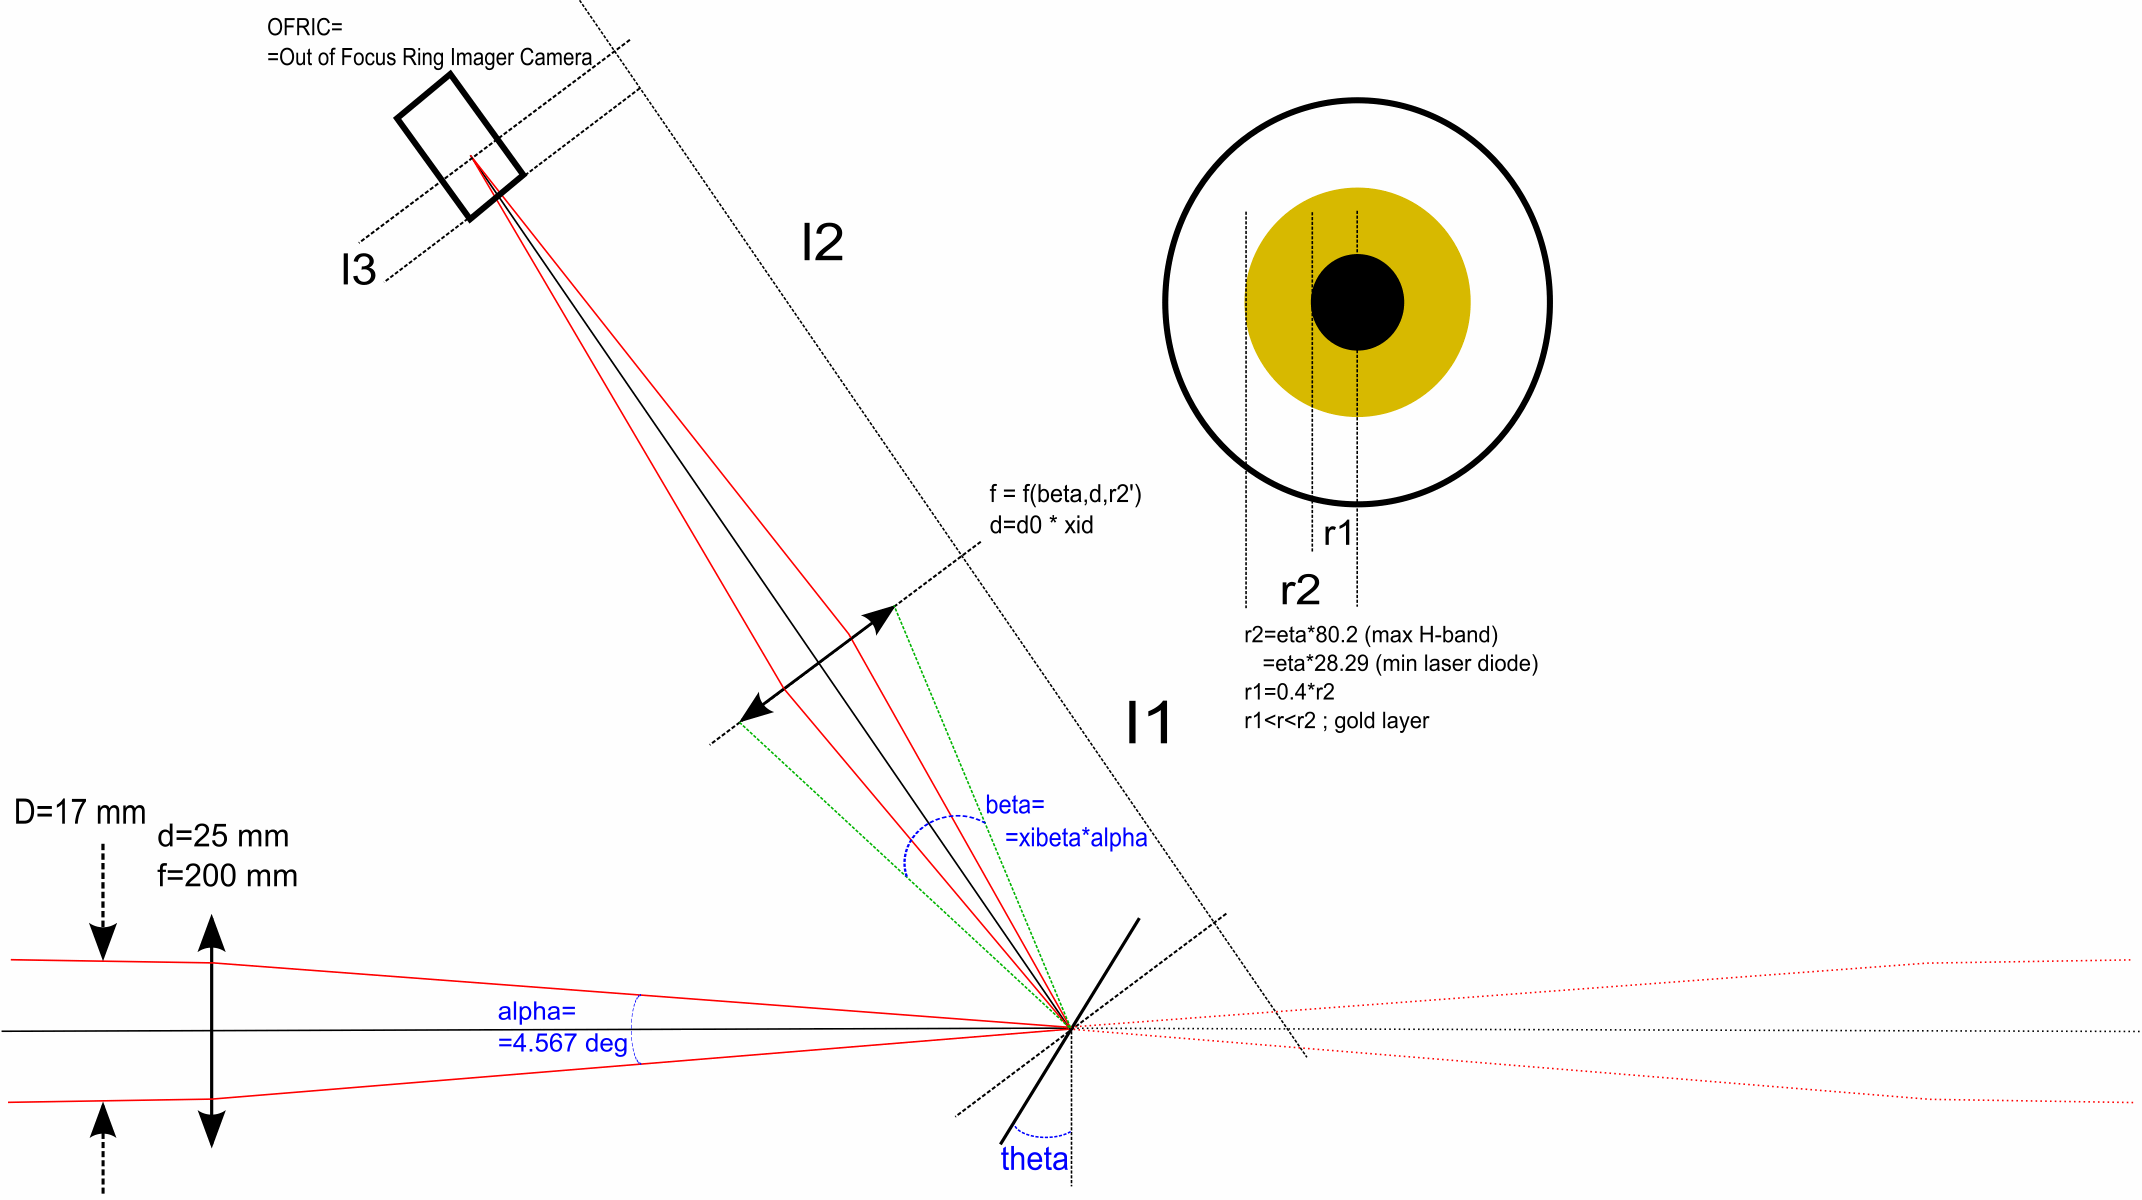 OFRIC=
=Out of Focus Ring Imager Camera
l2
l3
f = f(beta,d,r2')
d=d0 * xid
r1
r2
r2=eta*80.2 (max H-band)
=eta*28.29 (min laser diode)
r1=0.4*r2
r1<r<r2 ; gold layer
l1
beta=
=xibeta*alpha
D=17 mm
d=25 mm
f=200 mm
alpha=
=4.567 deg
theta